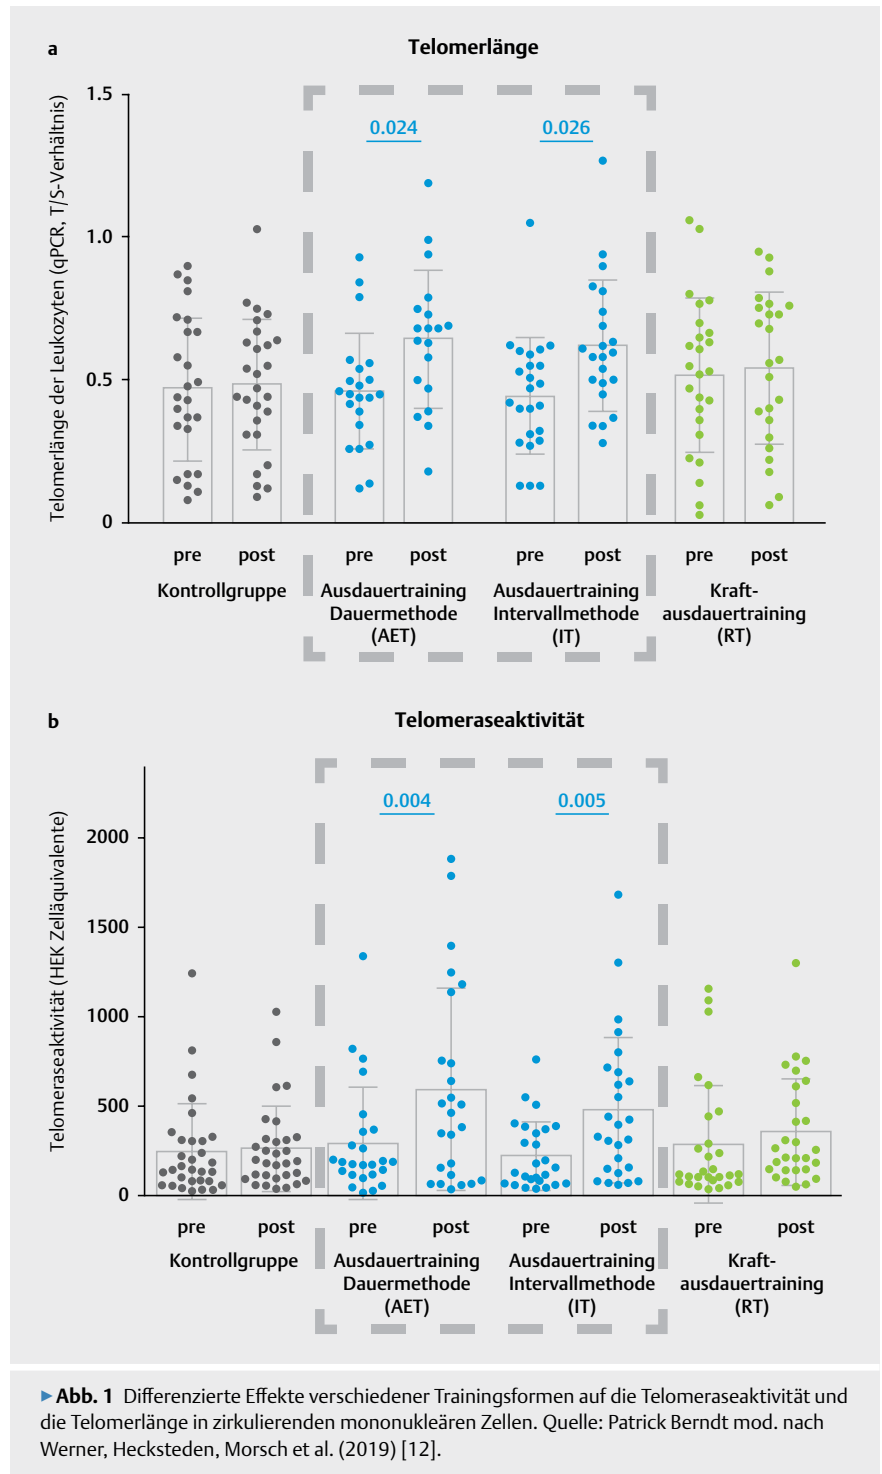 a
Telomerlänge
Telomerlänge der Leukozyten (qPCR, T/S-Verhältnis)
1.5
1.0
0.5
0
0.024
0.026
pre post pre post pre post pre post
Kontrollgruppe
Ausdauertraining
Dauermethode
(AET)
Ausdauertraining
Intervallmethode
(IT)
Kraft-
ausdauertraining
(RT)
b
Telomeraseaktivität
Telomeraseaktivität (HEK Zelläquivalente)
2000
1500
1000
500
0
0.004
0.005
pre post pre post pre post pre post
Kontrollgruppe
Ausdauertraining
Dauermethode
(AET)
Ausdauertraining
Intervallmethode
(IT)
Kraft-
ausdauertraining
(RT)
▶ Abb. 1 Differenzierte Effekte verschiedener Trainingsformen auf die Telomeraseaktivität und
die Telomerlänge in zirkulierenden mononukleären Zellen. Quelle: Patrick Berndt mod. nach
Werner, Hecksteden, Morsch et al. (2019) [12].